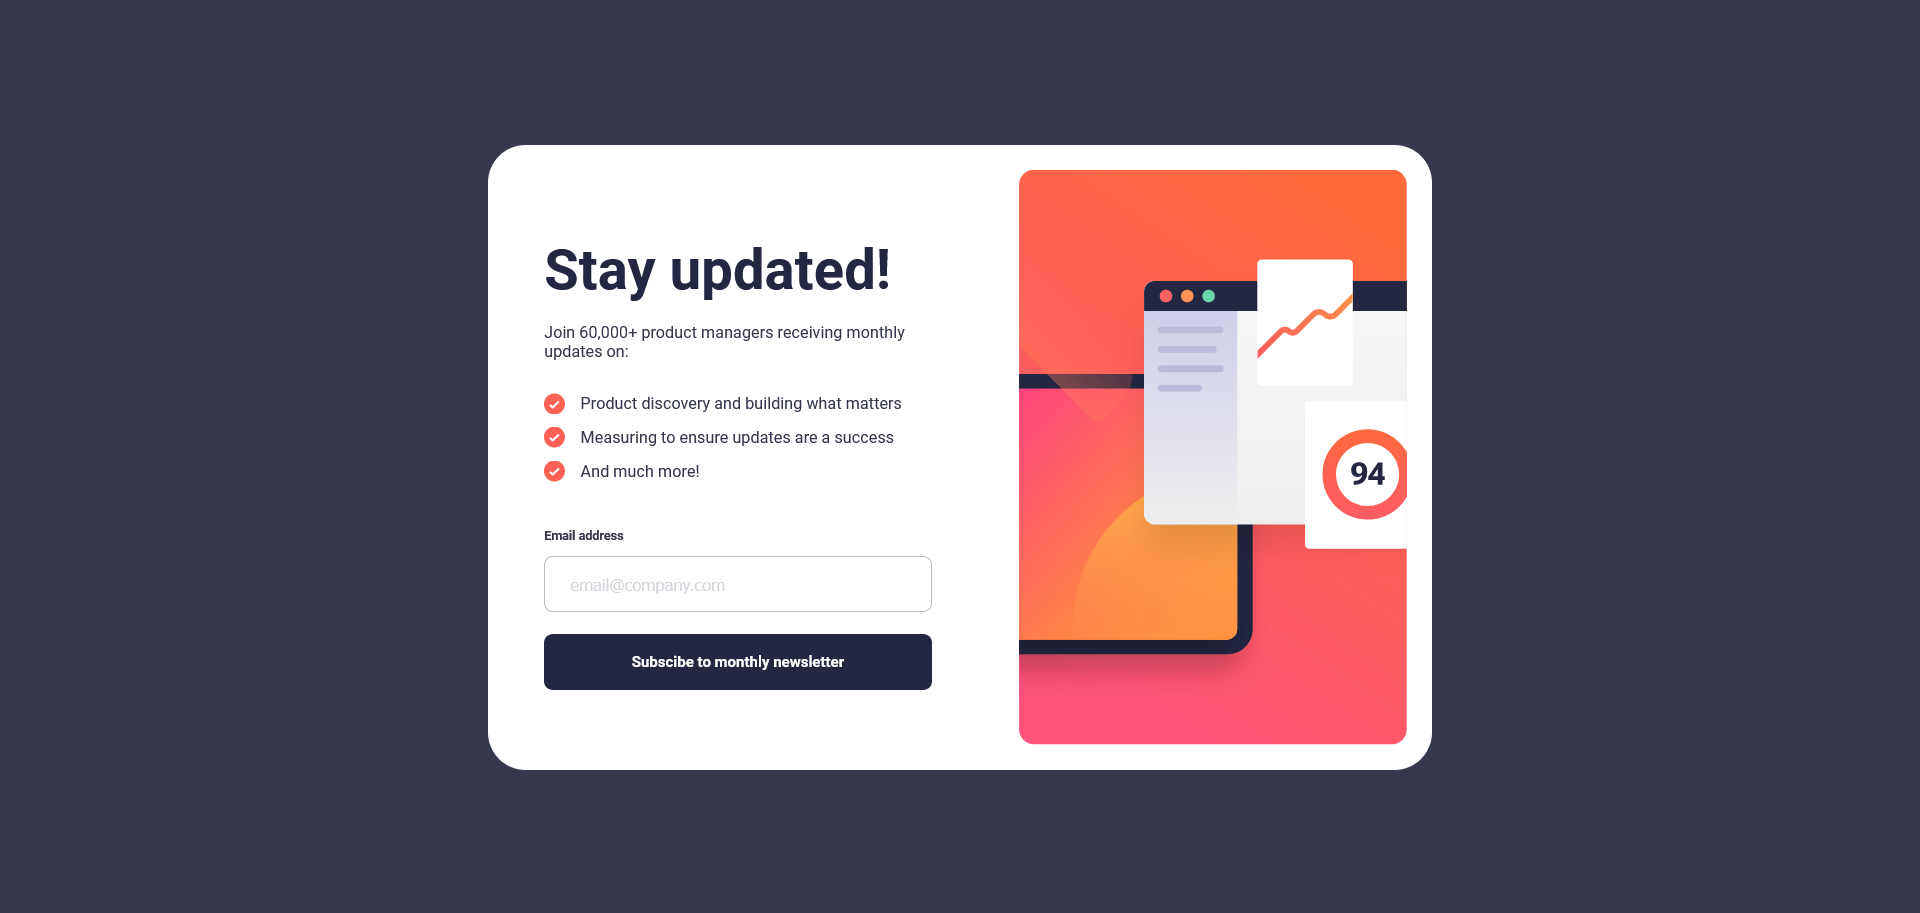 Stay updated!
Join 60,000+ product managers receiving monthly
updates on:
Product discovery and building what matters
Measuring to ensure updates are a success
And much more!
Email address
email@company.com
Subscibe to monthly newsletter
94